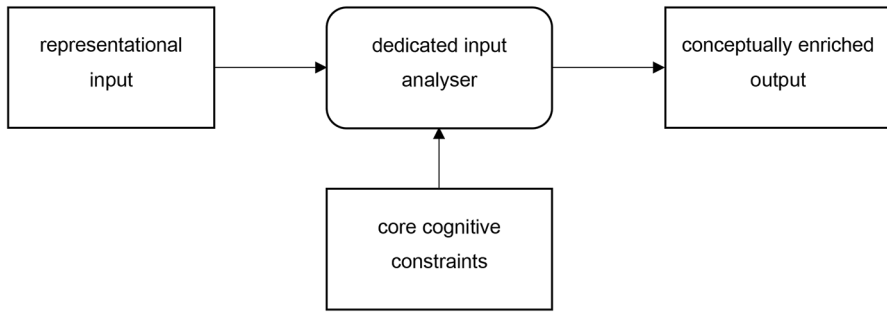 representational
input
dedicated input
analyser
conceptually enriched
output
core cognitive
constraints